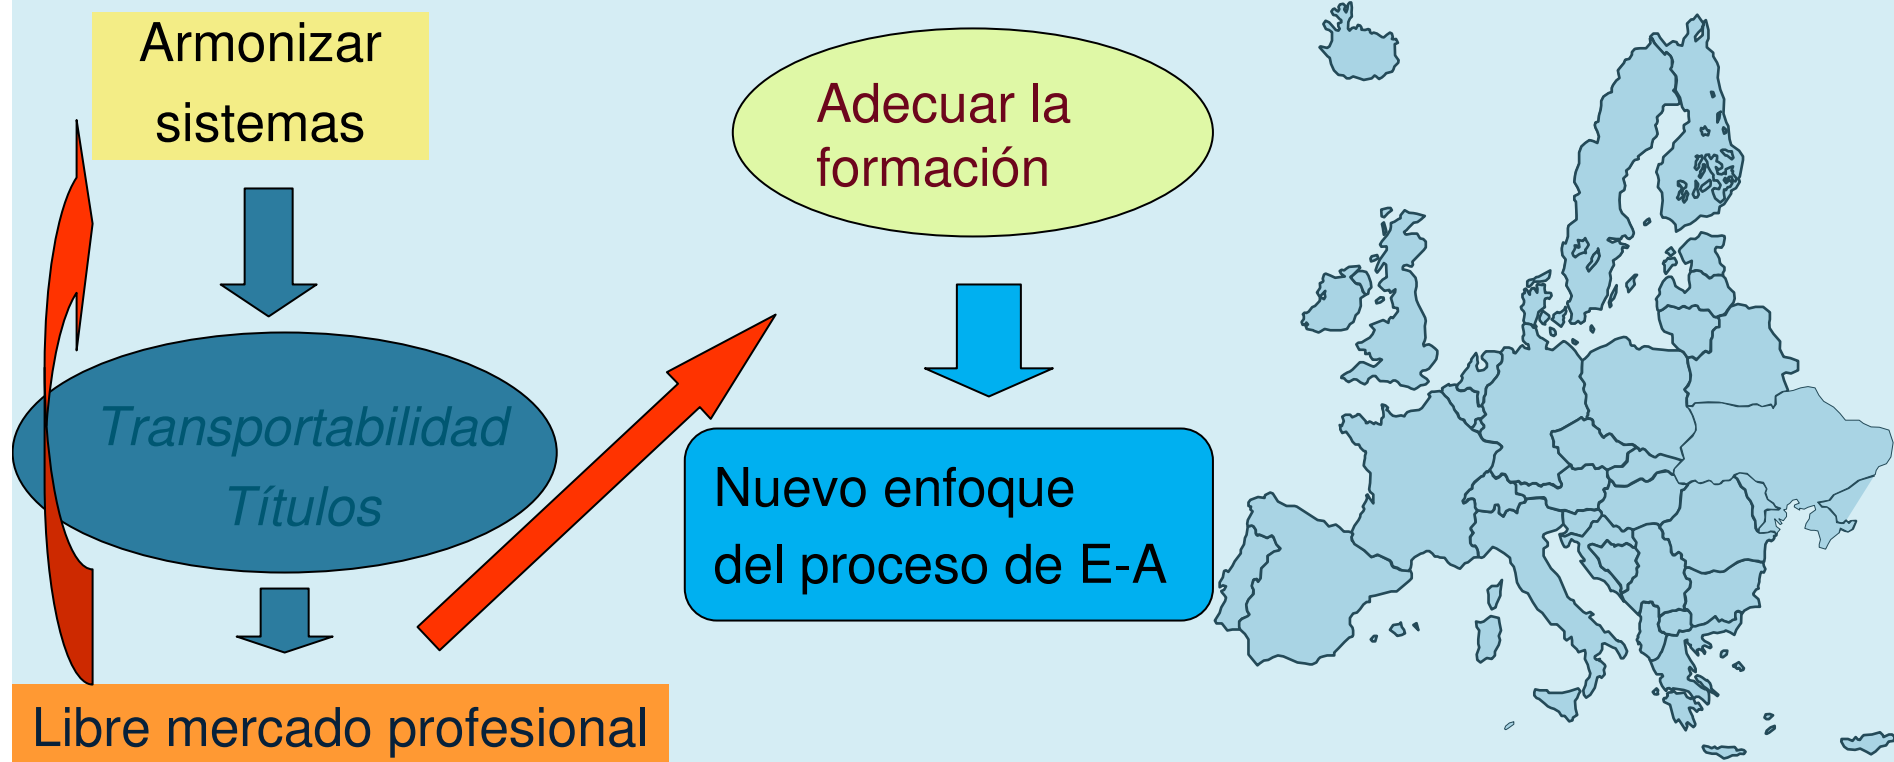 Armonizar
sistemas
Transportabilidad
Títulos
Libre mercado profesional
Adecuar la
formación
Nuevo enfoque
del proceso de E-A